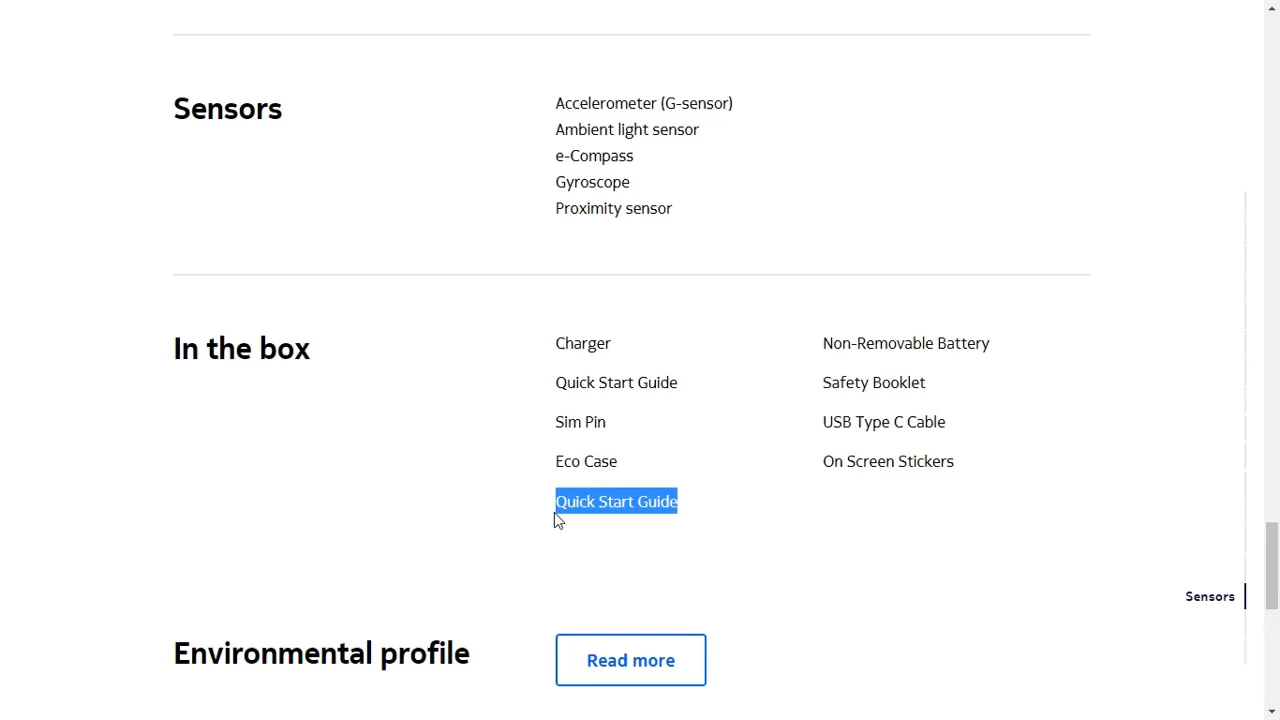 Sensors
Accelerometer (G-sensor)
Ambient light sensor
e-Compass
Gyroscope
Proximity sensor
In the box
Charger
Non-Removable Battery
Quick Start Guide
Safety Booklet
Sim Pin
USB Type C Cable
Eco Case
On Screen Stickers
Quick Start Guide
Sensors
Environmental profile
Read more